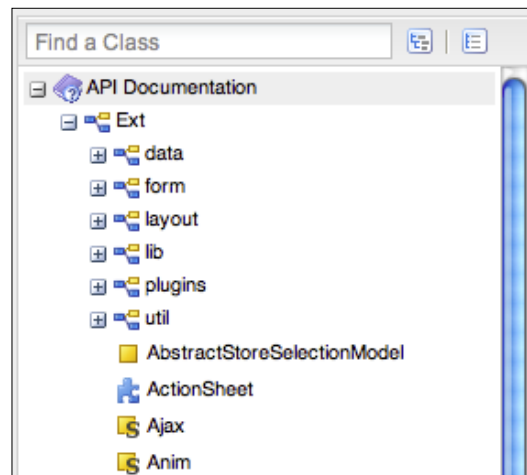 Find a Class
API Documentation
Ext
data
form
layout
lib
plugins
util
AbstractStoreSelectionModel
ActionSheet
Ajax
Anim